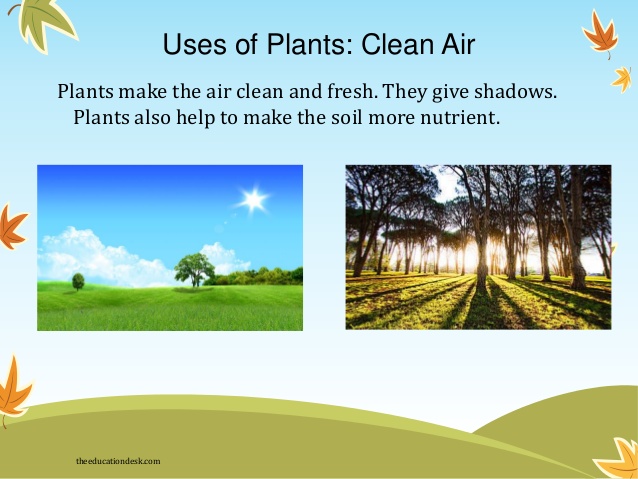 Uses of Plants: Clean Air
Plants make the air clean and fresh. They give shadows.
Plants also help to make the soil more nutrient.
theeducationdesk.com